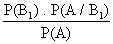 P(B₁) . P(A / B₁)
P(A)